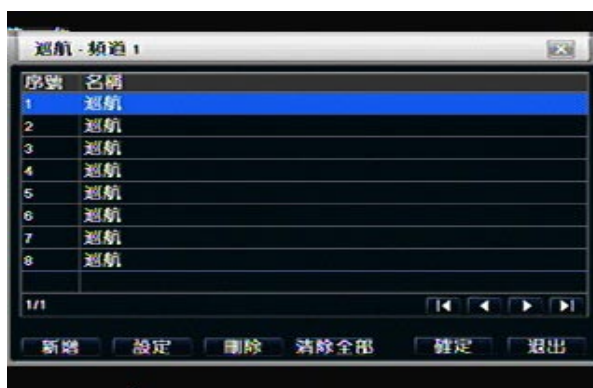 巡航 - 頻道 1
序號 名稱
1 巡航
2 巡航
3 巡航
4 巡航
5 巡航
6 巡航
7 巡航
8 巡航
1/1
新增 設定 刪除 清除全部 確定 退出